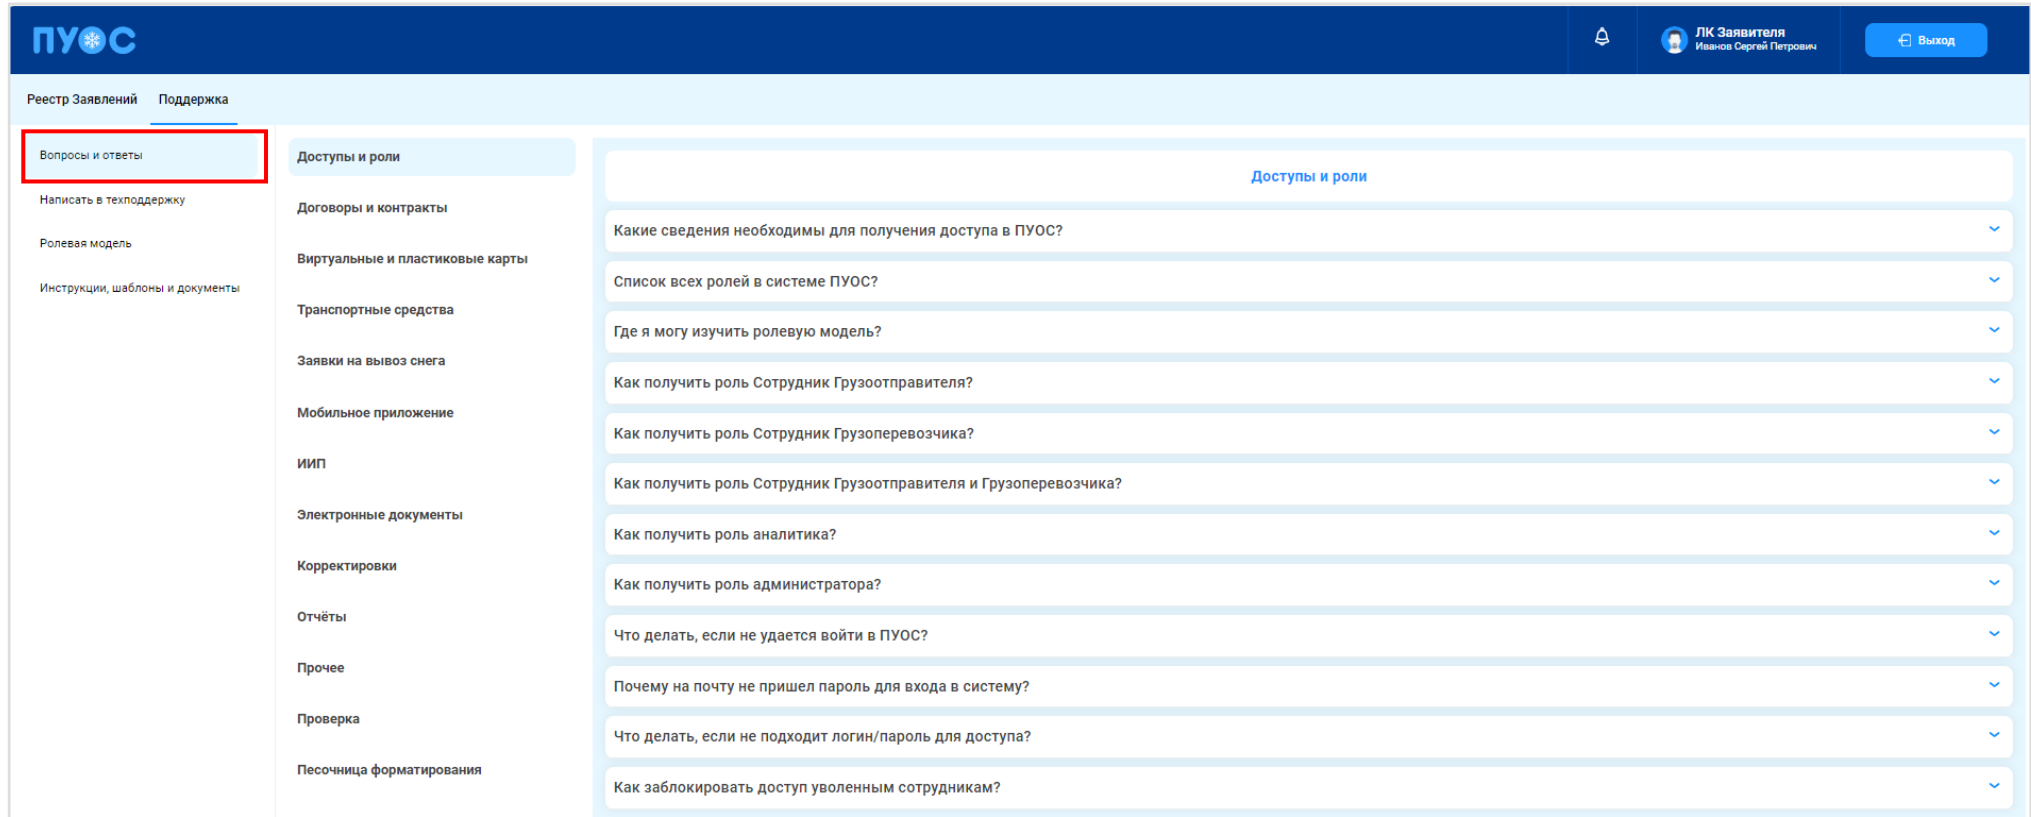 ПУОС
ЛК Заявителя
Иванов Сергей Петрович
Выход
Реестр Заявлений
Поддержка
Вопросы и ответы
Написать в техподдержку
Ролевая модель
Инструкции, шаблоны и документы
Доступы и роли
Договоры и контракты
Виртуальные и пластиковые карты
Транспортные средства
Заявки на вывоз снега
Мобильное приложение
ИИП
Электронные документы
Корректировки
Отчёты
Прочее
Проверка
Песочница форматирования
Доступы и роли
Какие сведения необходимы для получения доступа в ПУОС?
Список всех ролей в системе ПУОС?
Где я могу изучить ролевую модель?
Как получить роль Сотрудник Грузоотправителя?
Как получить роль Сотрудник Грузоперевозчика?
Как получить роль Сотрудник Грузоотправителя и Грузоперевозчика?
Как получить роль аналитика?
Как получить роль администратора?
Что делать, если не удается войти в ПУОС?
Почему на почту не пришел пароль для входа в систему?
Что делать, если не подходит логин/пароль для доступа?
Как заблокировать доступ уволенным сотрудникам?